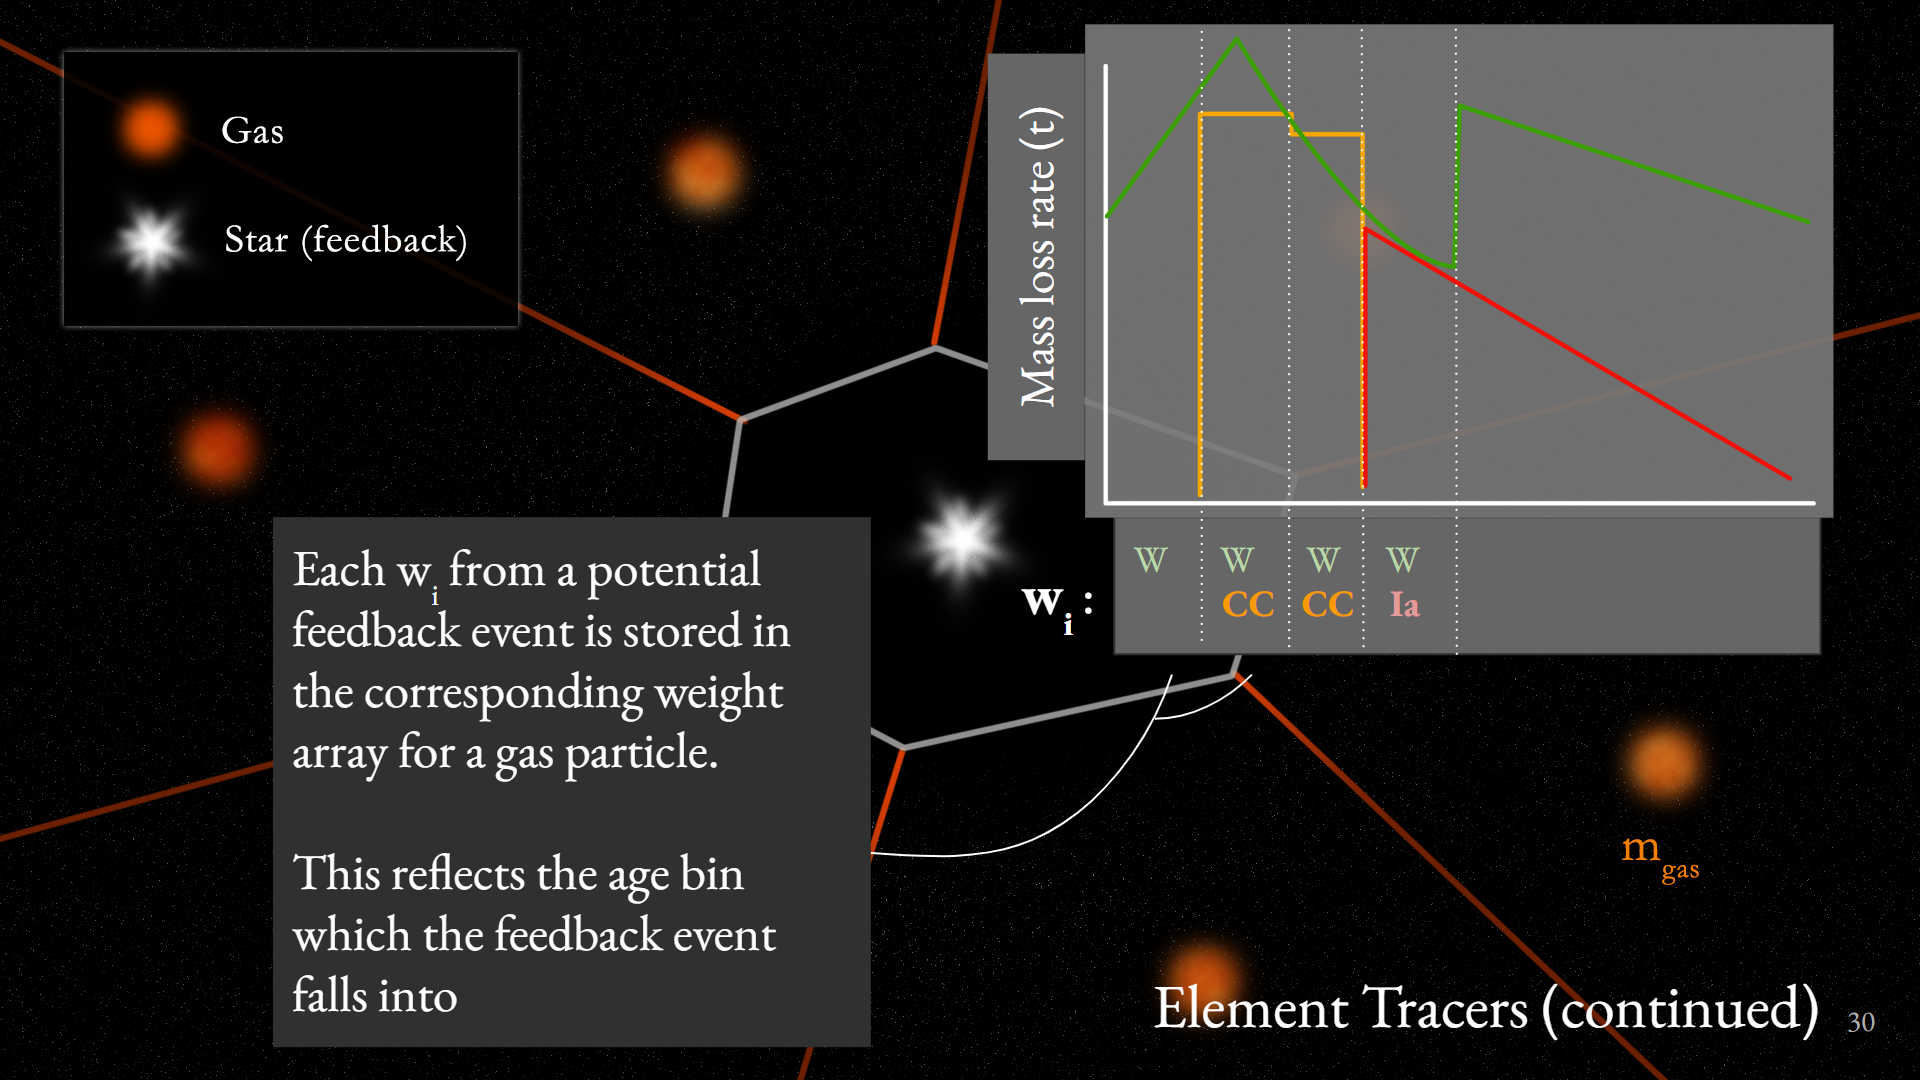 Gas
Star (feedback)
Mass loss rate (t)
w_i :
W W W W
CC CC Ia
Each w_i from a potential
feedback event is stored in
the corresponding weight
array for a gas particle.
This reflects the age bin
which the feedback event
falls into
m_gas
Element Tracers (continued)
30